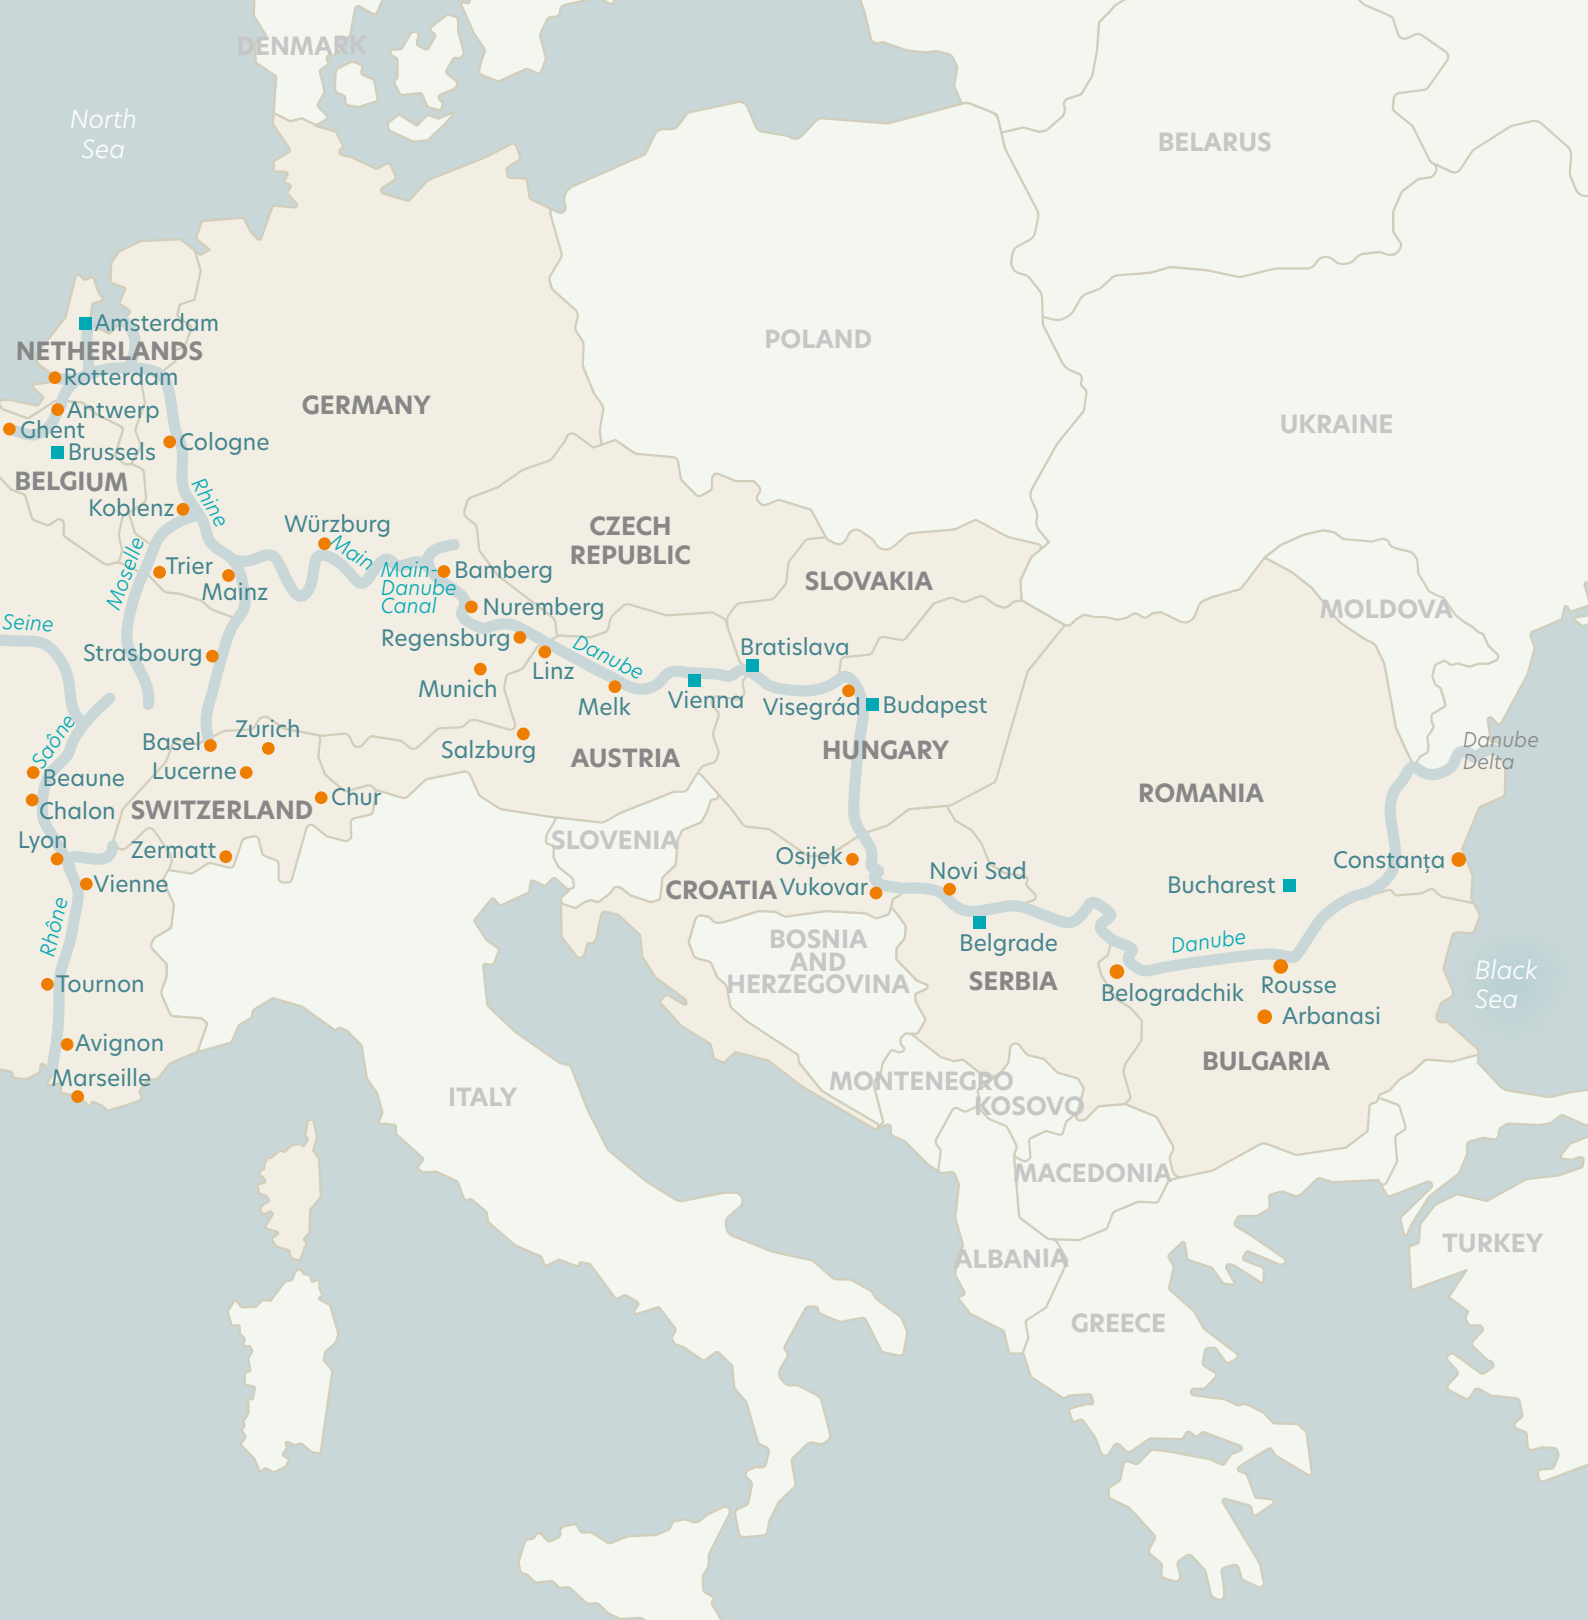 DENMARK
North
Sea
BELARUS
Amsterdam
NETHERLANDS
Rotterdam
Antwerp
Ghent
Brussels
BELGIUM
GERMANY
Cologne
POLAND
UKRAINE
Koblenz
Rhine
Würzburg
Main
Moselle
Trier
Mainz
Main-
Danube
Canal
Bamberg
Nuremberg
CZECH
REPUBLIC
SLOVAKIA
MOLDOVA
Seine
Strasbourg
Regensburg
Munich
Linz
Danube
Melk
Vienna
Bratislava
Visegrád
Budapest
Saône
Basel
Zurich
Salzburg
AUSTRIA
HUNGARY
Danube
Delta
Beaune
Lucerne
Chalon
SWITZERLAND
Chur
ROMANIA
Lyon
Zermatt
SLOVENIA
Osijek
Constanța
Vienne
CROATIA
Vukovar
Novi Sad
Bucharest
Rhône
BOSNIA
AND
HERZEGOVINA
Belgrade
Danube
SERBIA
Belogradchik
Rousse
Black
Sea
Tournon
Arbanasi
Avignon
Marseille
BULGARIA
ITALY
MONTENEGRO
KOSOVO
MACEDONIA
ALBANIA
TURKEY
GREECE